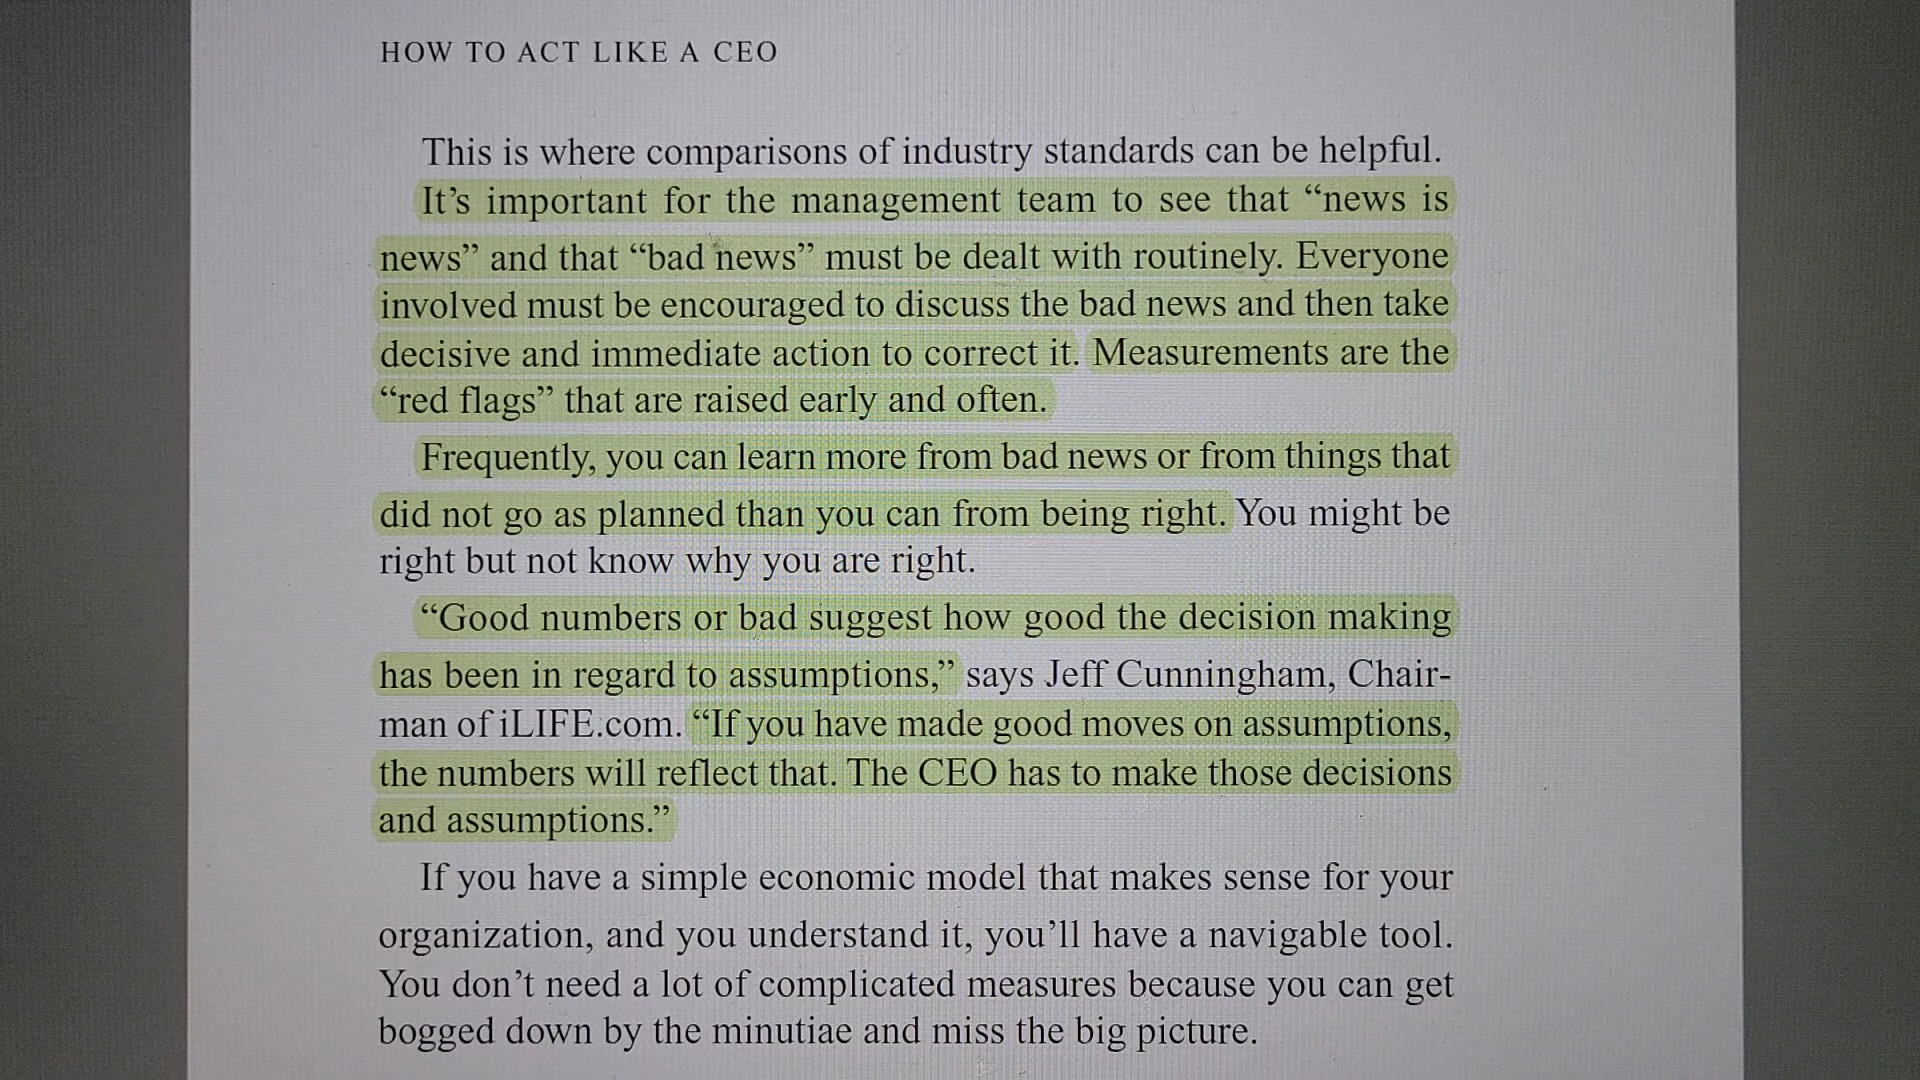 HOW TO ACT LIKE A CEO
This is where comparisons of industry standards can be helpful.
It’s important for the management team to see that “news is
news” and that “bad news” must be dealt with routinely. Everyone
involved must be encouraged to discuss the bad news and then take
decisive and immediate action to correct it. Measurements are the
“red flags” that are raised early and often.
Frequently, you can learn more from bad news or from things that
did not go as planned than you can from being right. You might be
right but not know why you are right.
“Good numbers or bad suggest how good the decision making
has been in regard to assumptions,” says Jeff Cunningham, Chair-
man of iLIFE.com. “If you have made good moves on assumptions,
the numbers will reflect that. The CEO has to make those decisions
and assumptions.”
If you have a simple economic model that makes sense for your
organization, and you understand it, you’ll have a navigable tool.
You don’t need a lot of complicated measures because you can get
bogged down by the minutiae and miss the big picture.